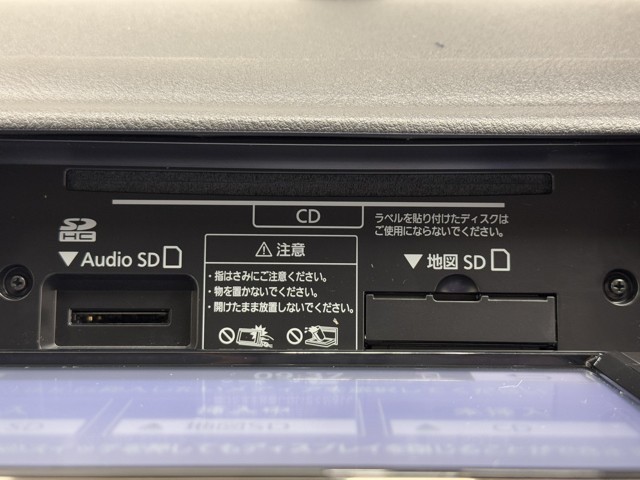 CD
ラベルを貼り付けたディスクは
ご使用にならないでください。
SD
HC
▼Audio SD
⚠注意
・指はさみにご注意ください。
・物を置かないでください。
・開けたまま放置しないでください。
▼地図 SD